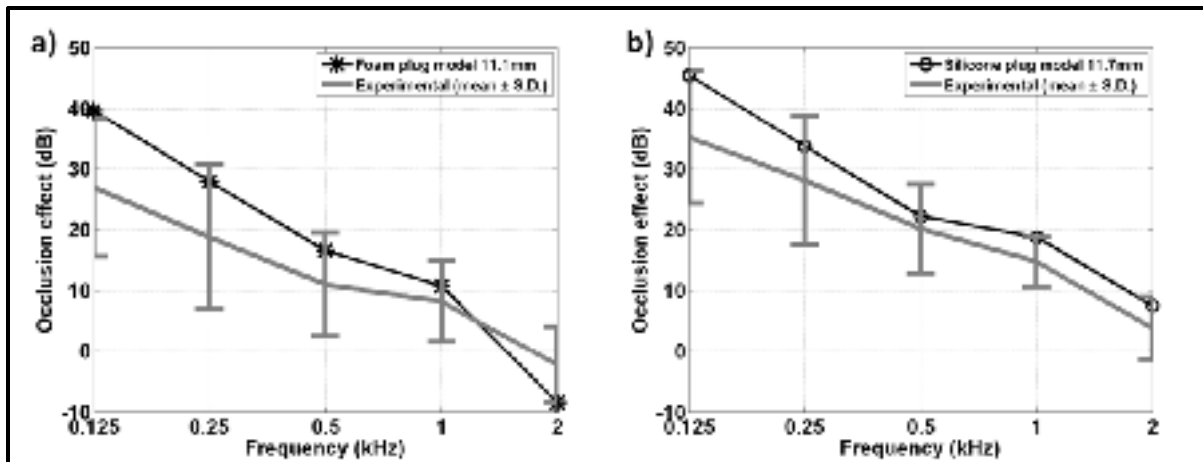 a)
50
40
30
20
10
0
-10
Occlusion effect (dB)
Foam plug model 11.1mm
Experimental (mean ± S.D.)
0.125 0.25 0.5 1 2
Frequency (kHz)
b)
50
40
30
20
10
0
-10
Occlusion effect (dB)
Silicone plug model 11.7mm
Experimental (mean ± S.D.)
0.125 0.25 0.5 1 2
Frequency (kHz)